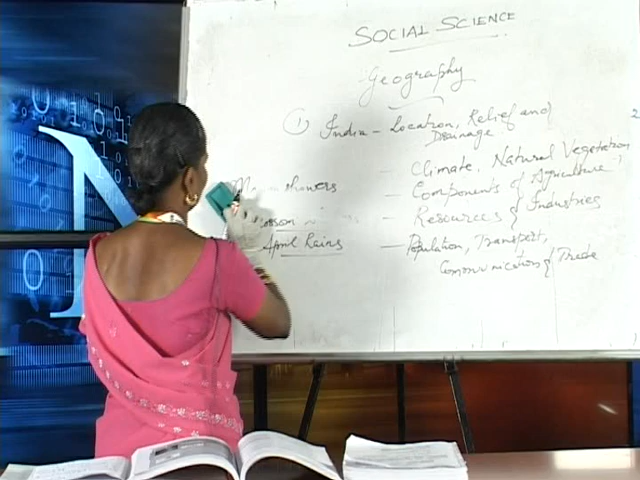 SOCIAL SCIENCE
Geography
① India - Location, Relief and
Drainage
- Climate, Natural Vegetation
showers
- Components of Agriculture
- Resources of Industries
April Rains
- Population, Transport,
Communication of Trade